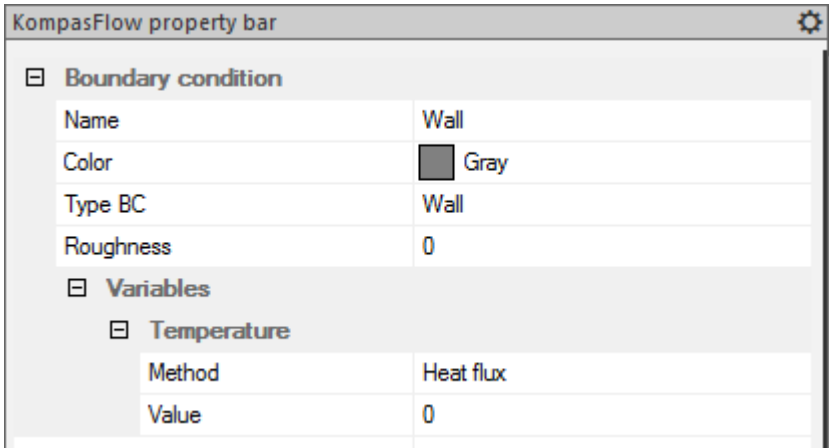 KompasFlow property bar
Boundary condition
Name Wall
Color Gray
Type BC Wall
Roughness 0
Variables
Temperature
Method Heat flux
Value 0